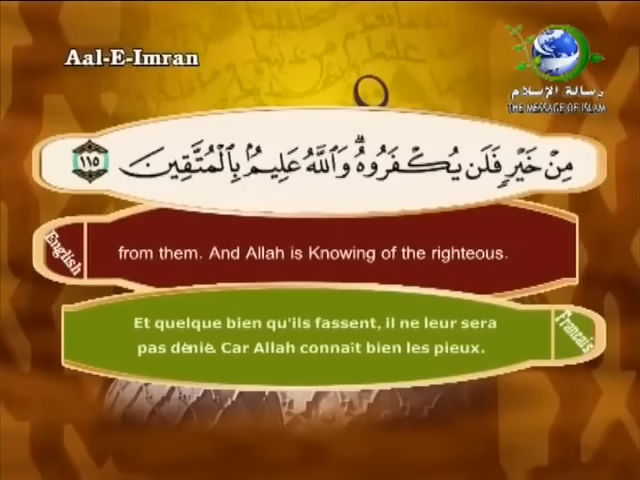 Aal-E-Imran
رسالة الإسلام
THE MESSAGE OF ISLAM
مِنْ خَيْرٍ فَلَن يُكْفَرُوهُ ۗ وَاللَّهُ عَلِيمٌ بِالْمُتَّقِينَ ١١٥
English
from them. And Allah is Knowing of the righteous.
Et quelque bien qu'ils fassent, il ne leur sera
pas dénié. Car Allah connaît bien les pieux.
Francais